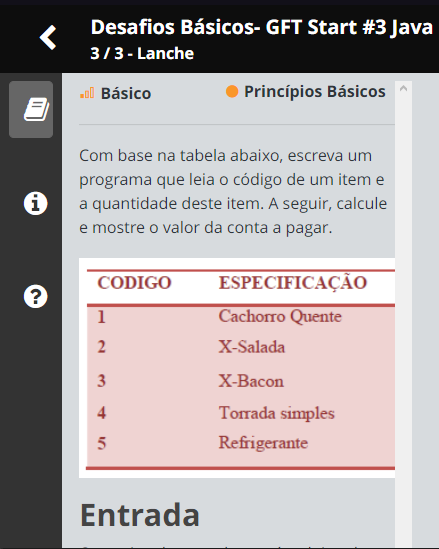 Desafios Básicos- GFT Start #3 Java
3 / 3 - Lanche
Básico
Princípios Básicos
Com base na tabela abaixo, escreva um
programa que leia o código de um item e
a quantidade deste item. A seguir, calcule
e mostre o valor da conta a pagar.
CODIGO ESPECIFICAÇÃO
1 Cachorro Quente
2 X-Salada
3 X-Bacon
4 Torrada simples
5 Refrigerante
Entrada